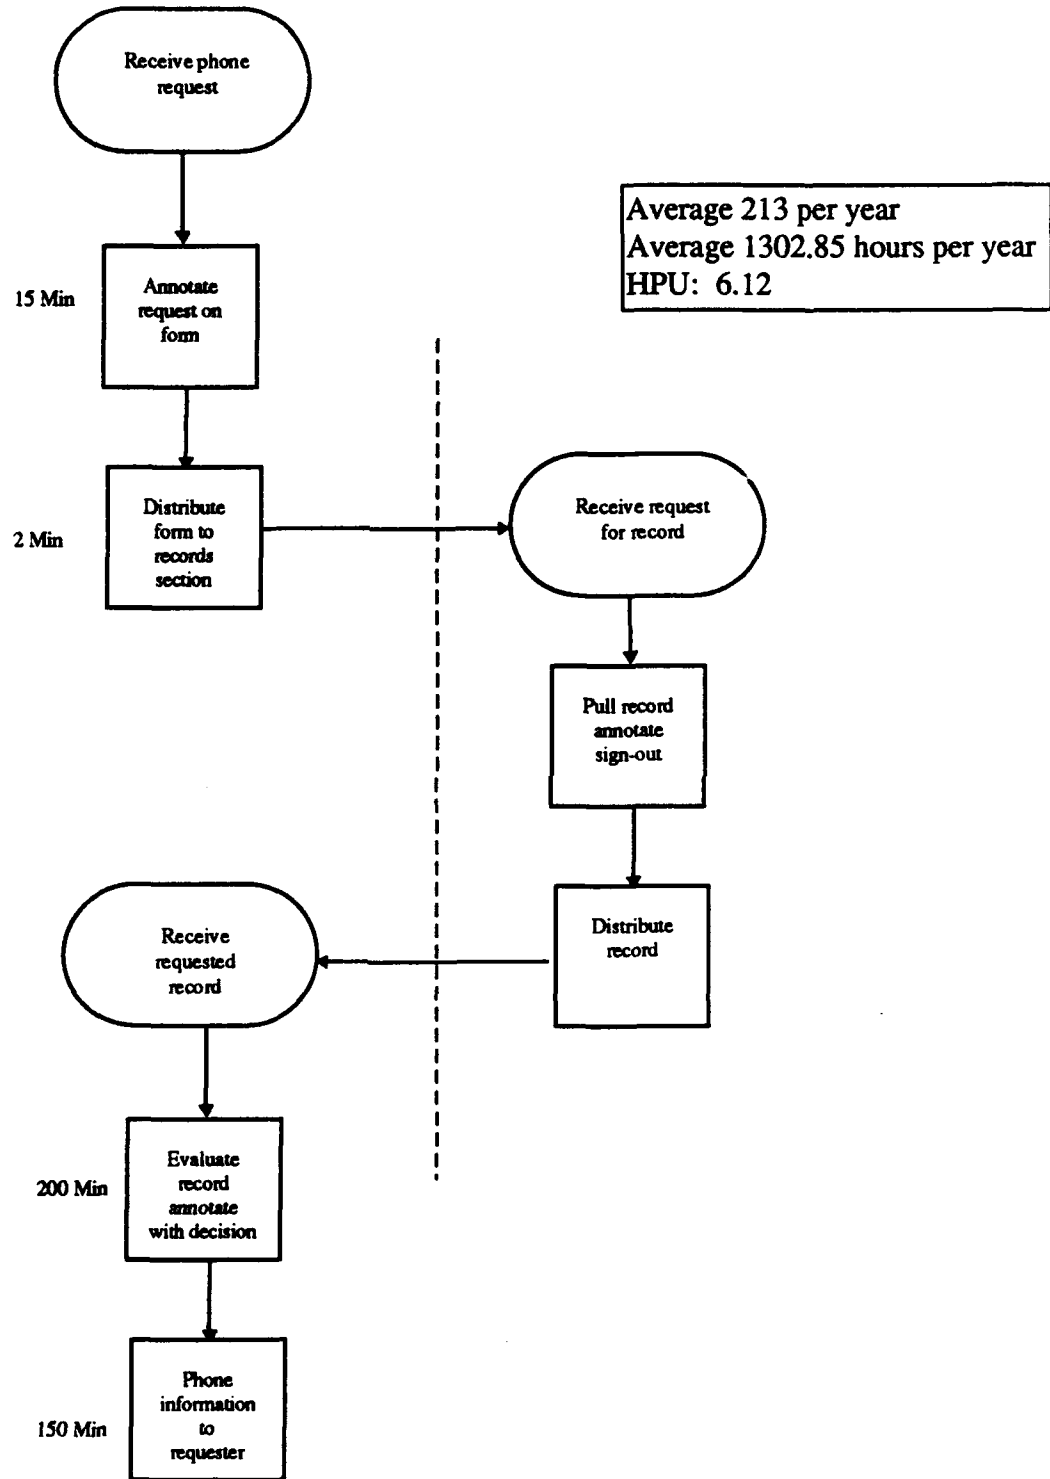 Receive phone
request
Average 213 per year
Average 1302.85 hours per year
HPU: 6.12
15 Min
Annotate
request on
form
2 Min
Distribute
form to
records
section
Receive request
for record
Pull record
annotate
sign-out
Distribute
record
Receive
requested
record
200 Min
Evaluate
record
annotate
with decision
150 Min
Phone
information
to
requester